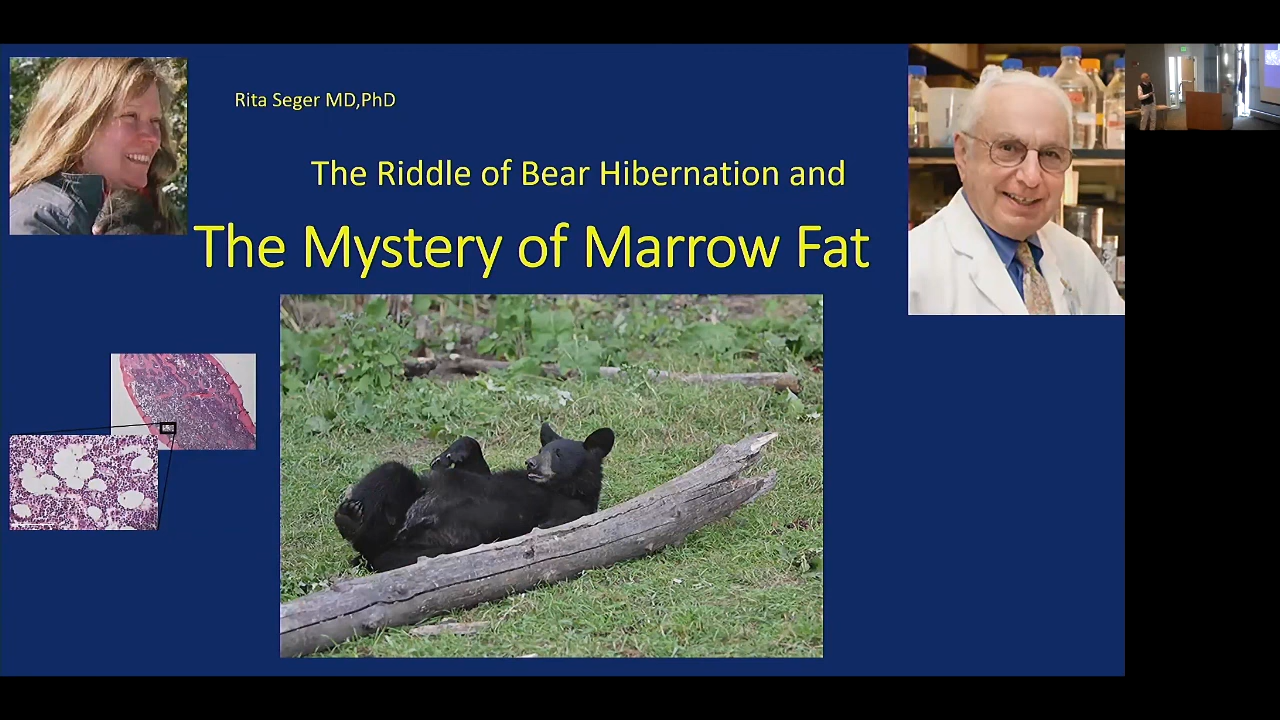 Rita Seger MD,PhD
The Riddle of Bear Hibernation and
The Mystery of Marrow Fat